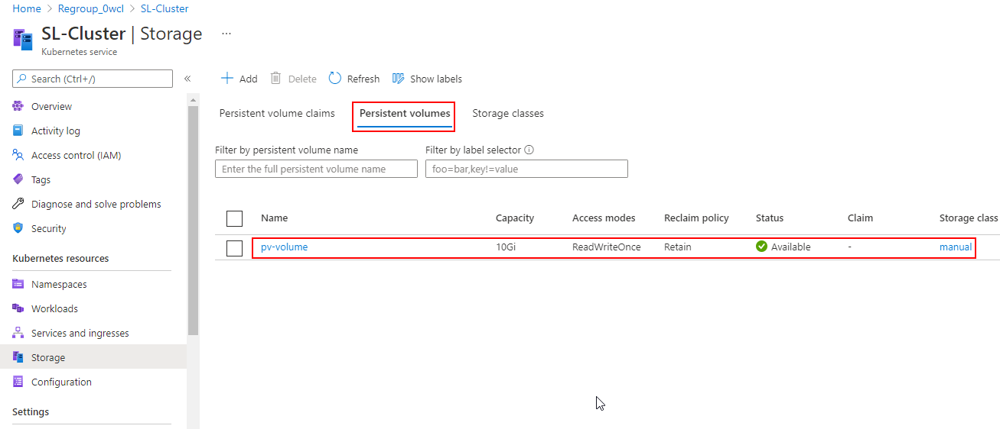 Home > Regroup_0wcl > SL-Cluster
SL-Cluster | Storage ...
Kubernetes service
Search (Ctrl+/) «
Overview
Activity log
Access control (IAM)
Tags
Diagnose and solve problems
Security
Kubernetes resources
Namespaces
Workloads
Services and ingresses
Storage
Configuration
Settings
Add Delete Refresh Show labels
Persistent volume claims Persistent volumes Storage classes
Filter by persistent volume name Filter by label selector
Enter the full persistent volume name foo=bar,key!=value
Name Capacity Access modes Reclaim policy Status Claim Storage class
pv-volume 10Gi ReadWriteOnce Retain Available - manual